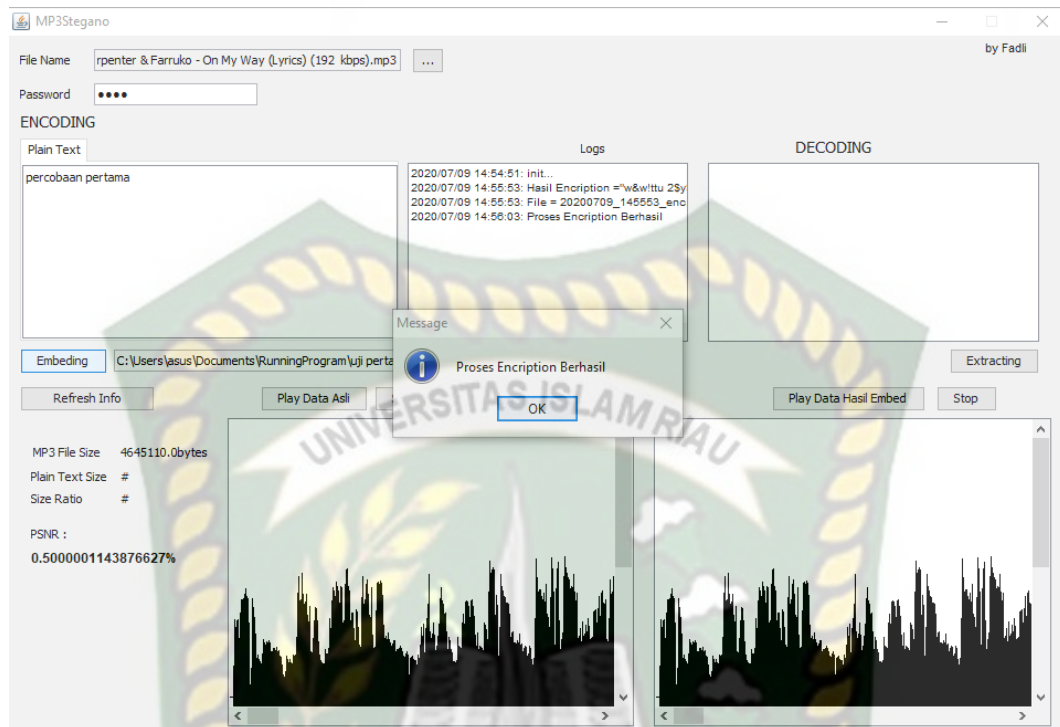 MP3Stegano
by Fadli
File Name rpenter & Farruko - On My Way (Lyrics) (192 kbps).mp3 ...
Password ••••
ENCODING
Plain Text
Logs
DECODING
percobaan pertama
2020/07/09 14:54:51: init...
2020/07/09 14:55:53: Hasil Encription ="w&w!ttu 2$y
2020/07/09 14:55:53: File = 20200709_145553_enc
2020/07/09 14:56:03: Proses Encription Berhasil
Message
Proses Encription Berhasil
OK
Embeding C:\Users\asus\Documents\RunningProgram\uji perta
Extracting
Refresh Info Play Data Asli Play Data Hasil Embed Stop
UNIVERSITAS ISLAM RIAU
MP3 File Size 4645110.0bytes
Plain Text Size #
Size Ratio #
PSNR :
0.5000001143876627%